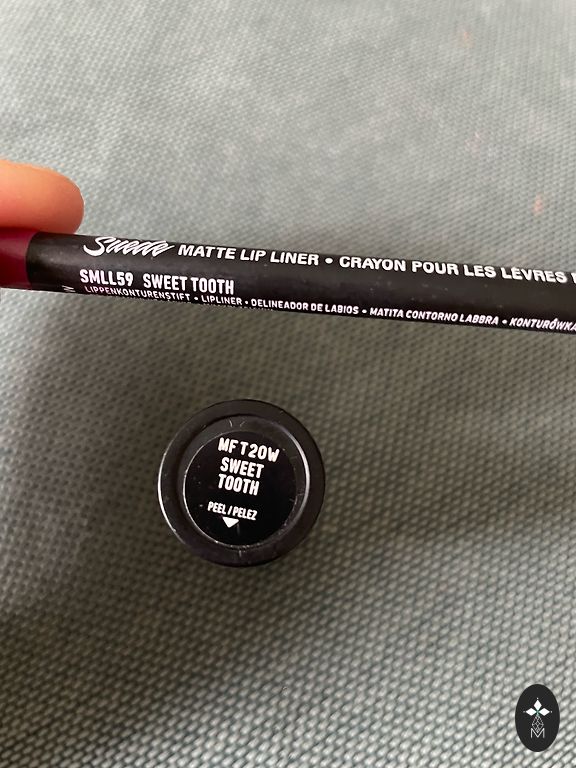 Suede MATTE LIP LINER • CRAYON POUR LES LÈVRES
SMLL59 SWEET TOOTH
LIPPENKONTURENSTIFT • LIPLINER • DELINEADOR DE LABIOS • MATITA CONTORNO LABBRA • KONTURÓWKA
MFT20W
SWEET
TOOTH
PEEL / PELEZ
M